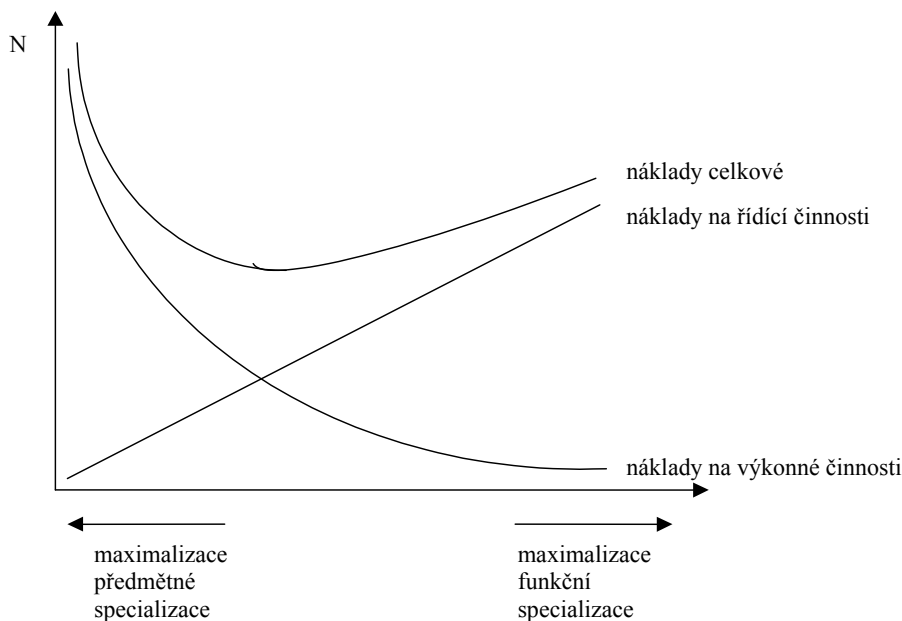 N
náklady celkové
náklady na řídící činnosti
náklady na výkonné činnosti
maximalizace
předmětné
specializace
maximalizace
funkční
specializace